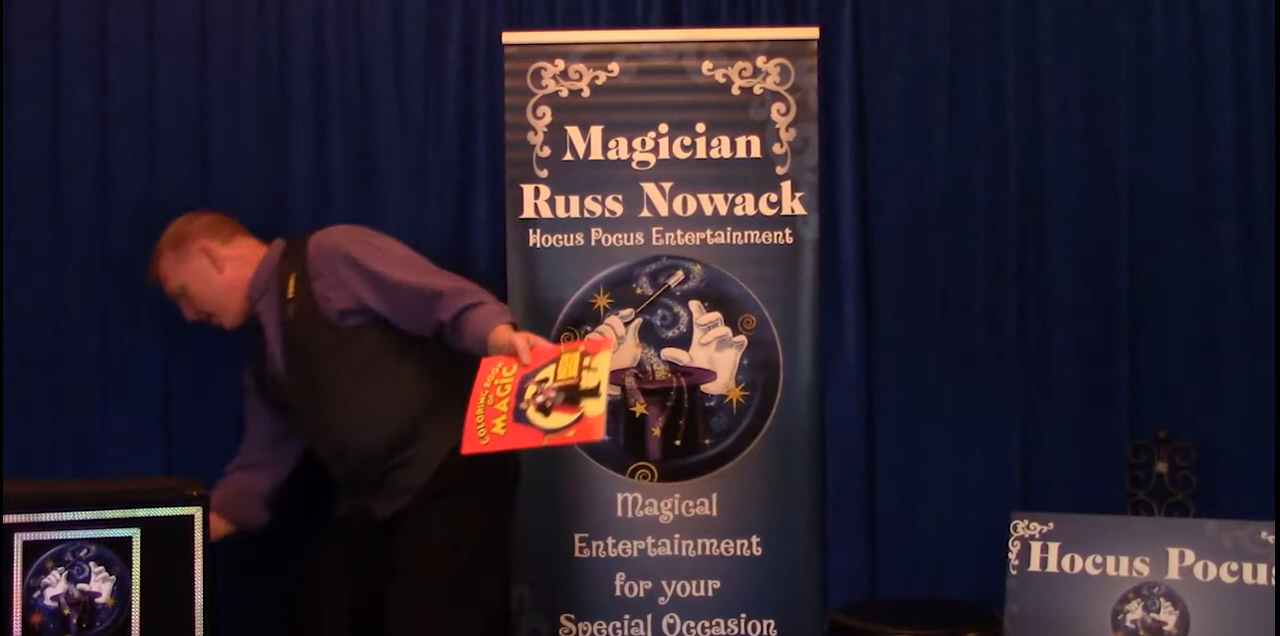 Magician
Russ Nowack
Hocus Pocus Entertainment
COLORING BOOK
OF
MAGIC
Magical
Entertainment
for your
Special Occasion
Hocus Pocus